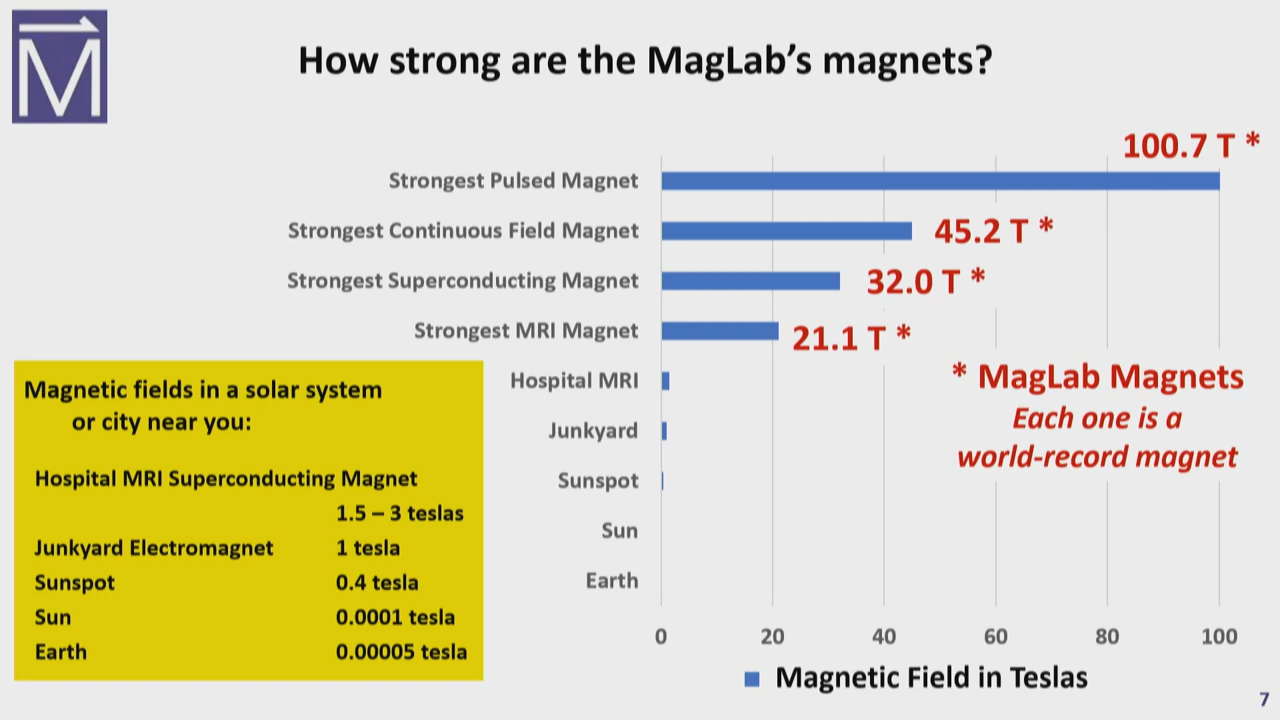 M
How strong are the MagLab's magnets?
100.7 T *
Strongest Pulsed Magnet
Strongest Continuous Field Magnet
45.2 T *
Strongest Superconducting Magnet
32.0 T *
Strongest MRI Magnet
21.1 T *
Hospital MRI
Junkyard
Sunspot
Sun
Earth
* MagLab Magnets
Each one is a
world-record magnet
Magnetic fields in a solar system
or city near you:
Hospital MRI Superconducting Magnet
1.5 – 3 teslas
Junkyard Electromagnet 1 tesla
Sunspot 0.4 tesla
Sun 0.0001 tesla
Earth 0.00005 tesla
0 20 40 60 80 100
Magnetic Field in Teslas
7